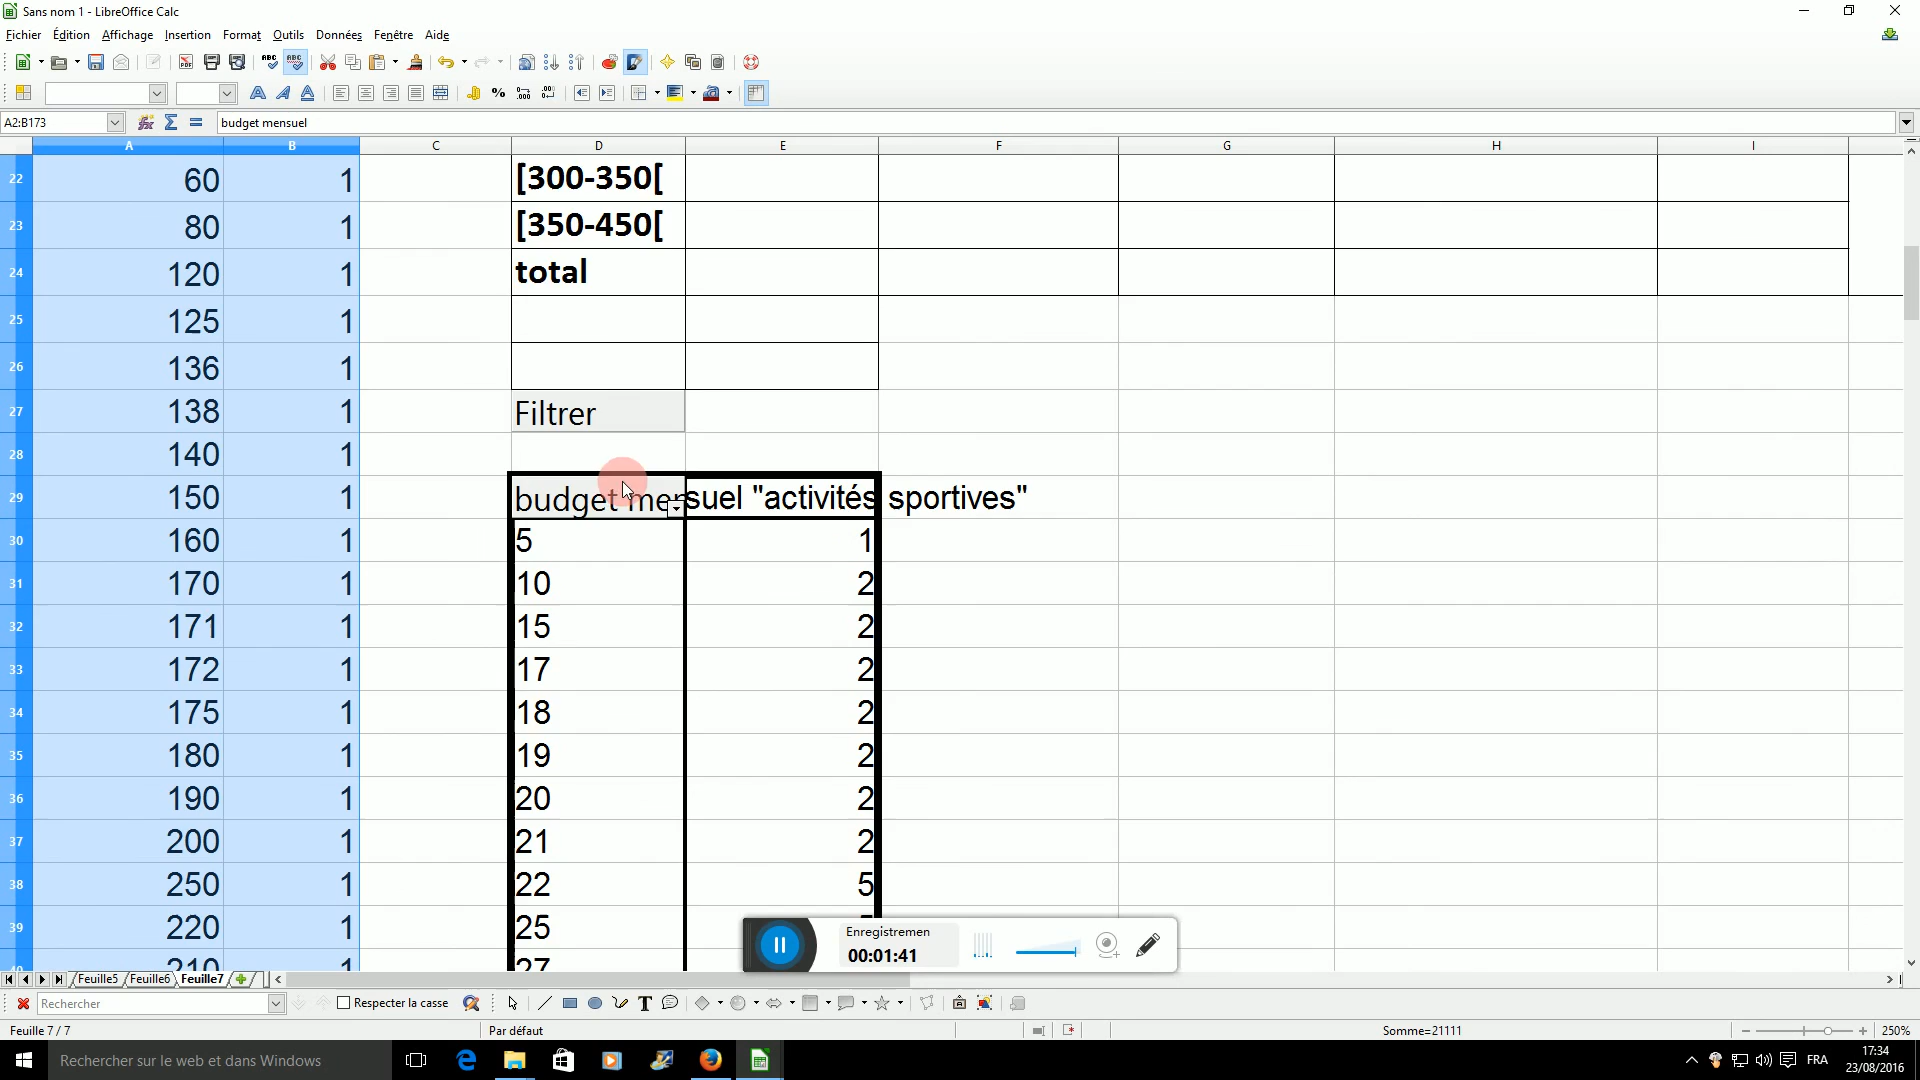 Sans nom 1 - LibreOffice Calc
Fichier Édition Affichage Insertion Format Outils Données Fenêtre Aide
A2:B173 budget mensuel
A B C D E F G H I
22 60 1 [300-350[
23 80 1 [350-450[
24 120 1 total
25 125 1
26 136 1
27 138 1 Filtrer
28 140 1
29 150 1 budget mensuel "activités sportives"
30 160 1 5 1
31 170 1 10 2
32 171 1 15 2
33 172 1 17 2
34 175 1 18 2
35 180 1 19 2
36 190 1 20 2
37 200 1 21 2
38 250 1 22 5
39 220 1 25
40 210 1 27
Enregistremen
00:01:41
Feuille5 Feuille6 Feuille7
Rechercher Respecter la casse
Feuille 7 / 7 Par défaut Somme=21111 250%
Rechercher sur le web et dans Windows FRA 17:34
23/08/2016